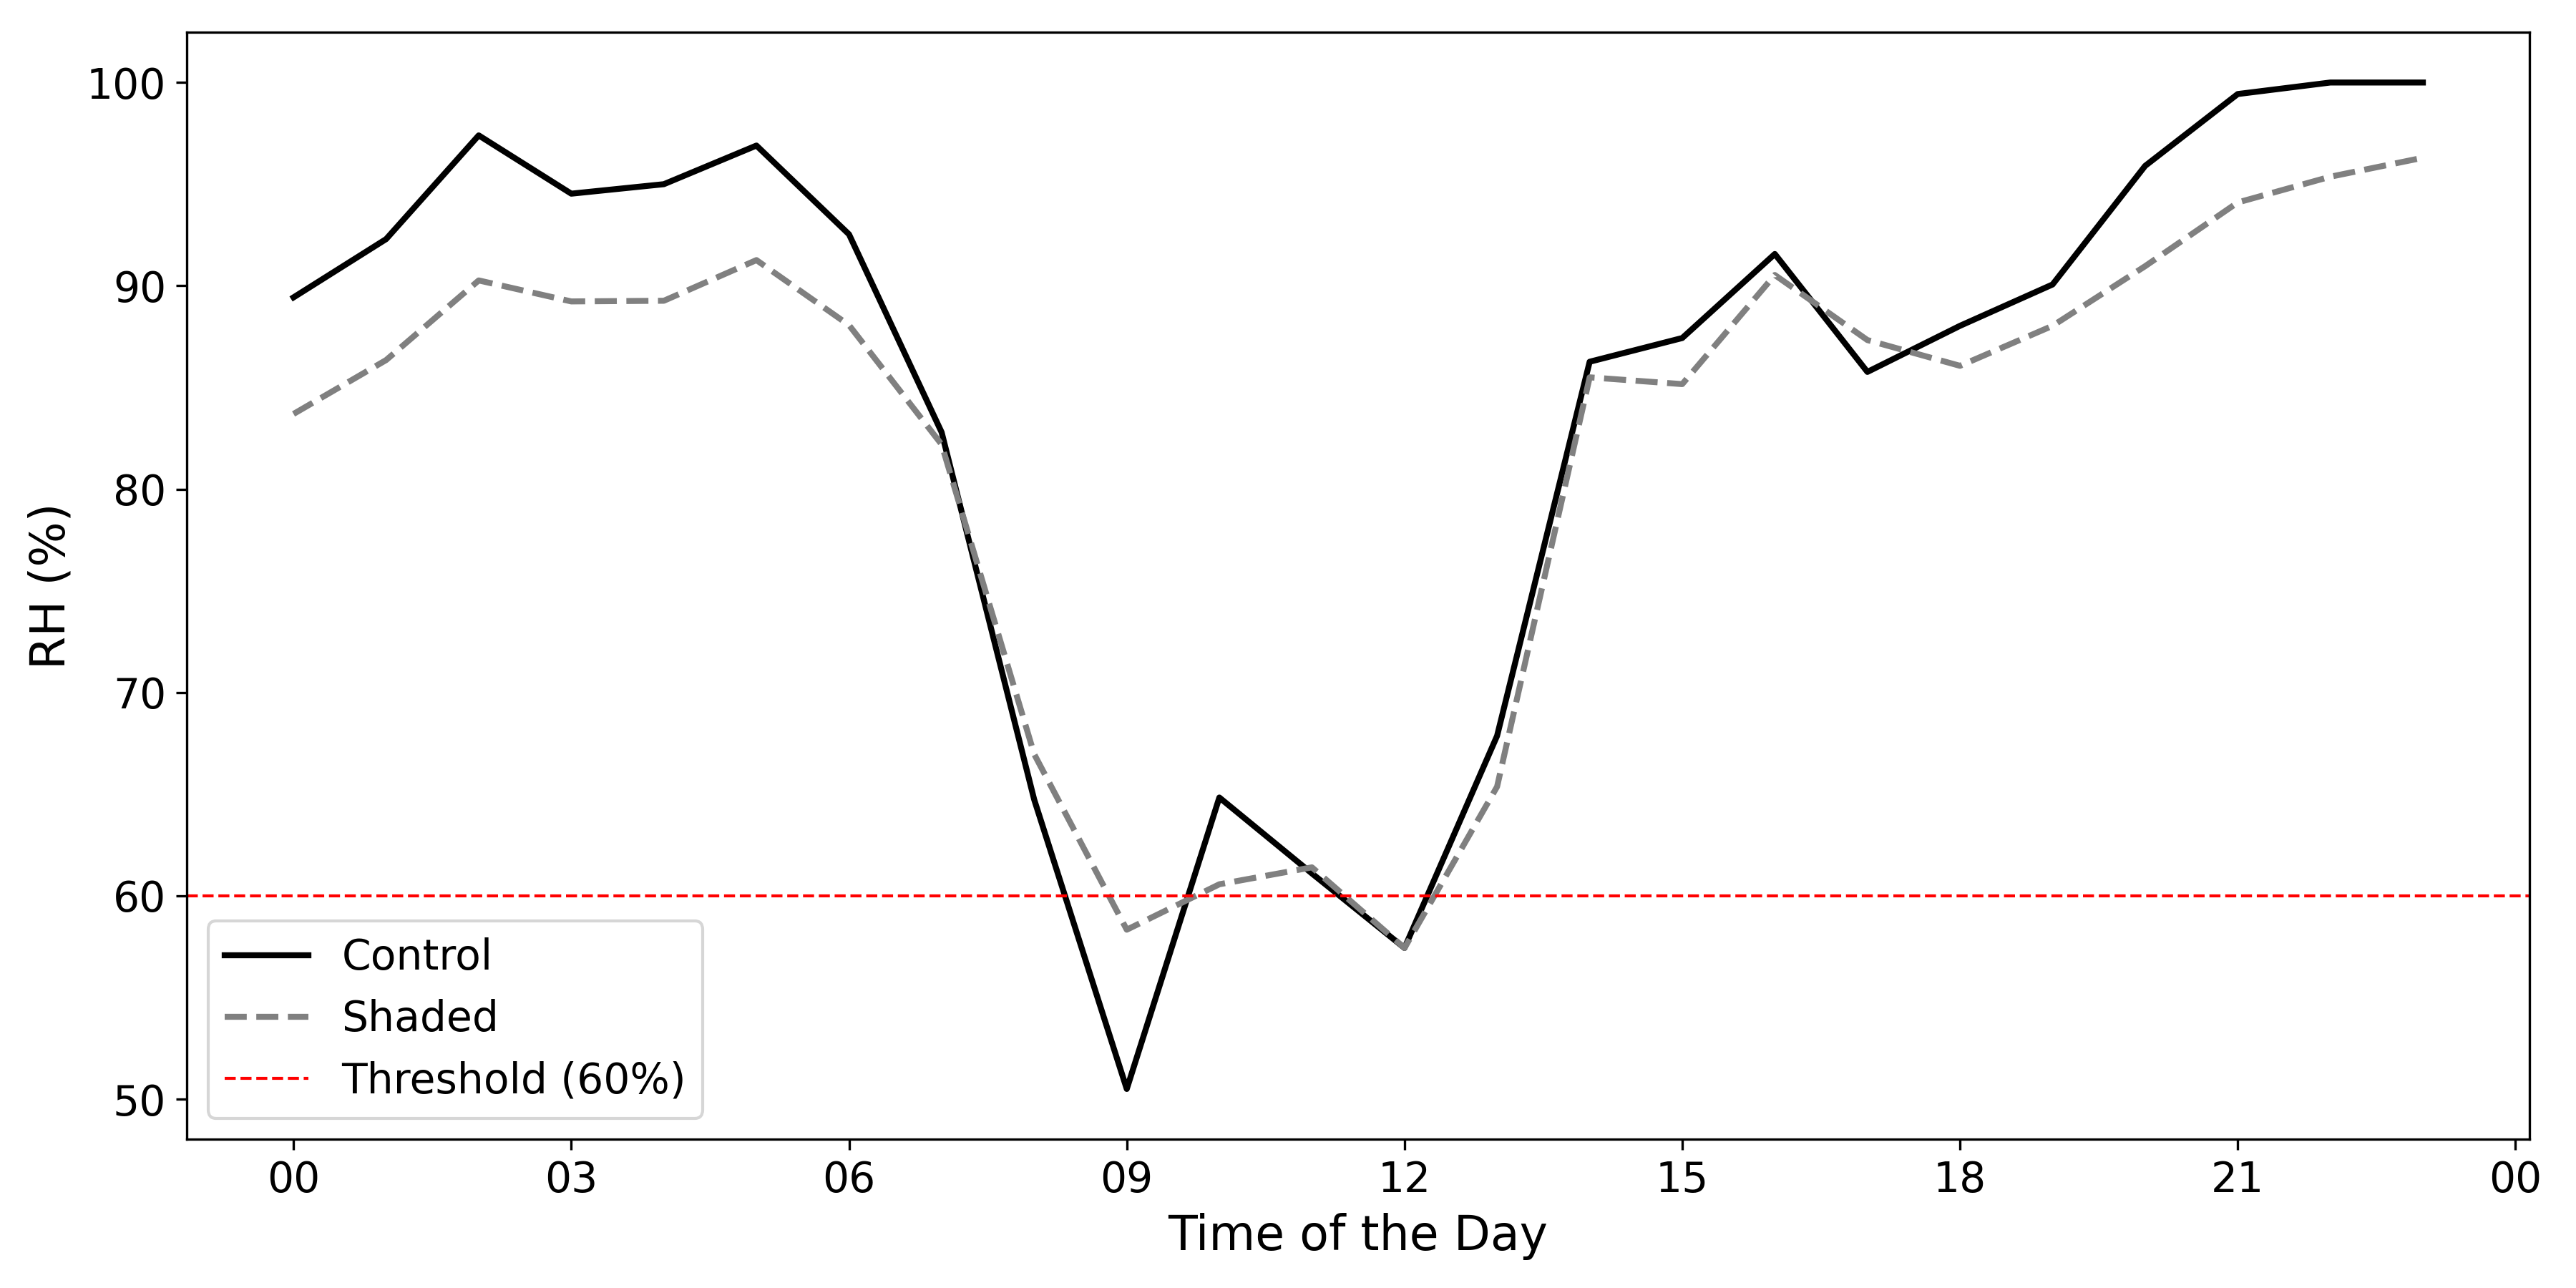 100
90
80
70
60
50
RH (%)
Control
Shaded
Threshold (60%)
00 03 06 09 12 15 18 21 00
Time of the Day